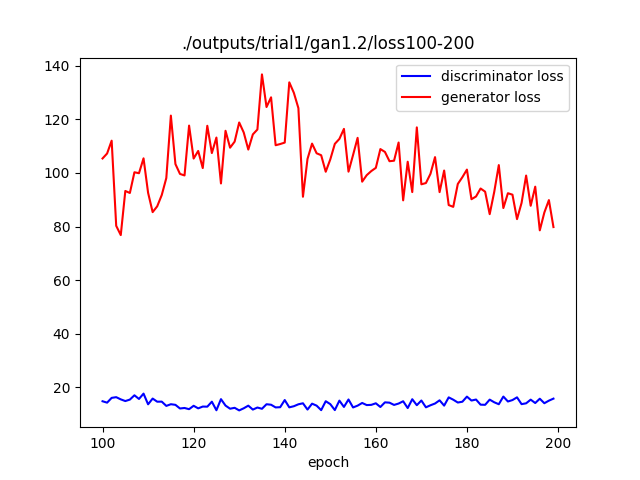 ./outputs/trial1/gan1.2/loss100-200
140
120
100
80
60
40
20
discriminator loss
generator loss
100 120 140 160 180 200
epoch